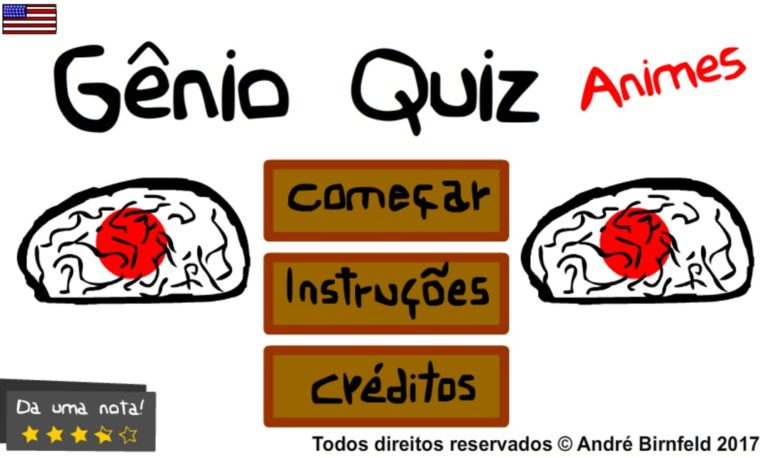 Gênio Quiz Animes
Começar
Instruções
Créditos
Da uma nota!
Todos direitos reservados © André Birnfeld 2017